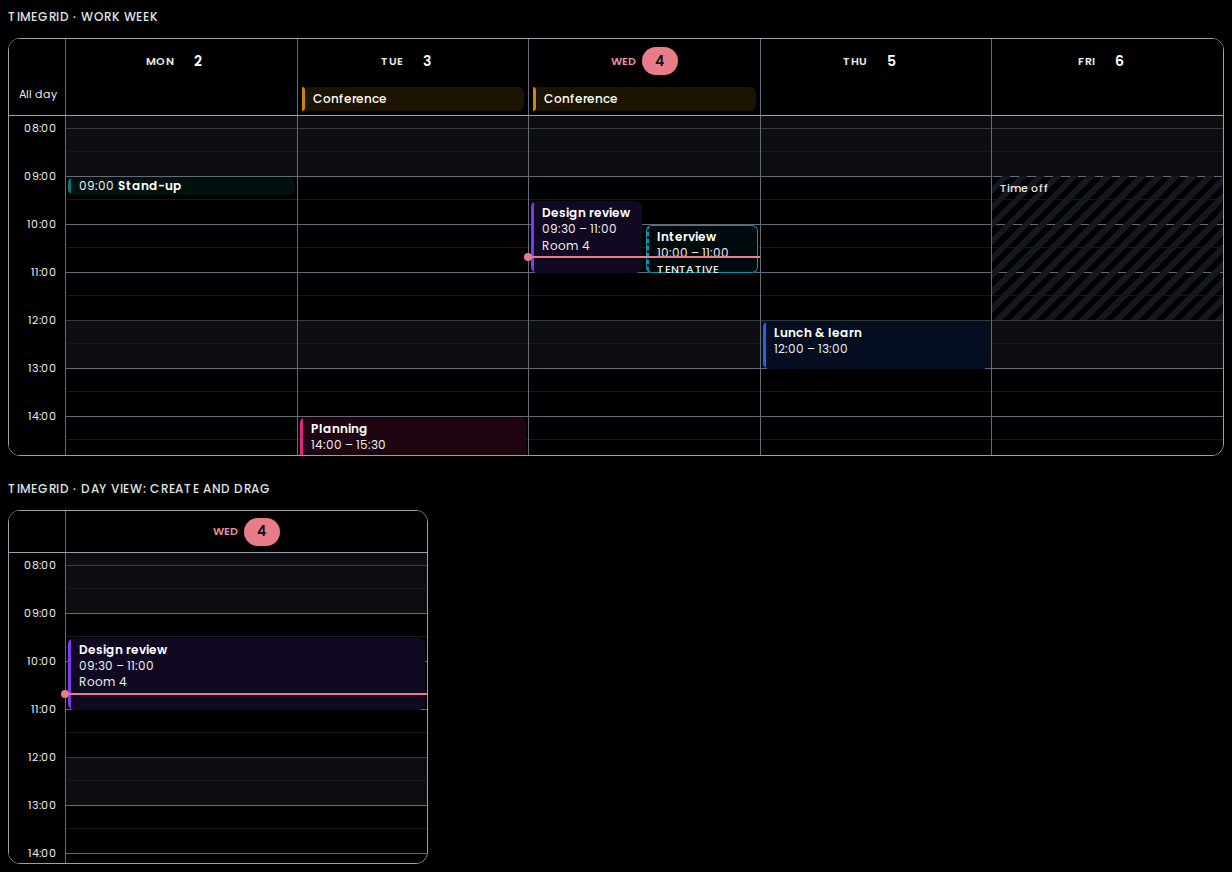 TIMEGRID · WORK WEEK
MON 2
TUE 3
WED 4
THU 5
FRI 6
All day
Conference
Conference
08:00
09:00
09:00 Stand-up
Time off
Design review
09:30 – 11:00
Room 4
10:00
Interview
10:00 – 11:00
TENTATIVE
11:00
12:00
Lunch & learn
12:00 – 13:00
13:00
14:00
Planning
14:00 – 15:30
TIMEGRID · DAY VIEW: CREATE AND DRAG
WED 4
08:00
09:00
Design review
09:30 – 11:00
Room 4
10:00
11:00
12:00
13:00
14:00